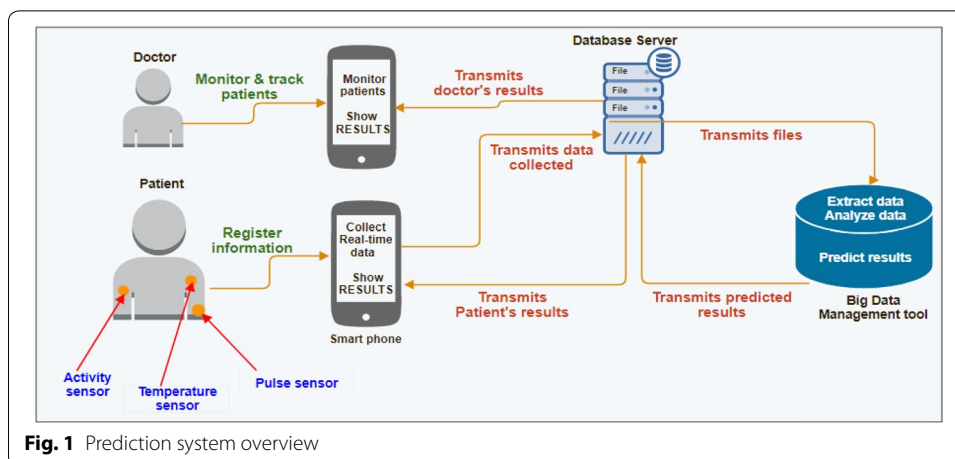 Database Server
Doctor
Monitor & track
patients
Monitor
patients
Show
RESULTS
Transmits
doctor's results
File
File
File
Transmits data
collected
Transmits files
Patient
Register
information
Collect
Real-time
data
Show
RESULTS
Extract data
Analyze data
Predict results
Transmits
Patient's results
Transmits predicted
results
Big Data
Management tool
Smart phone
Activity
sensor
Temperature
sensor
Pulse sensor
Fig. 1 Prediction system overview